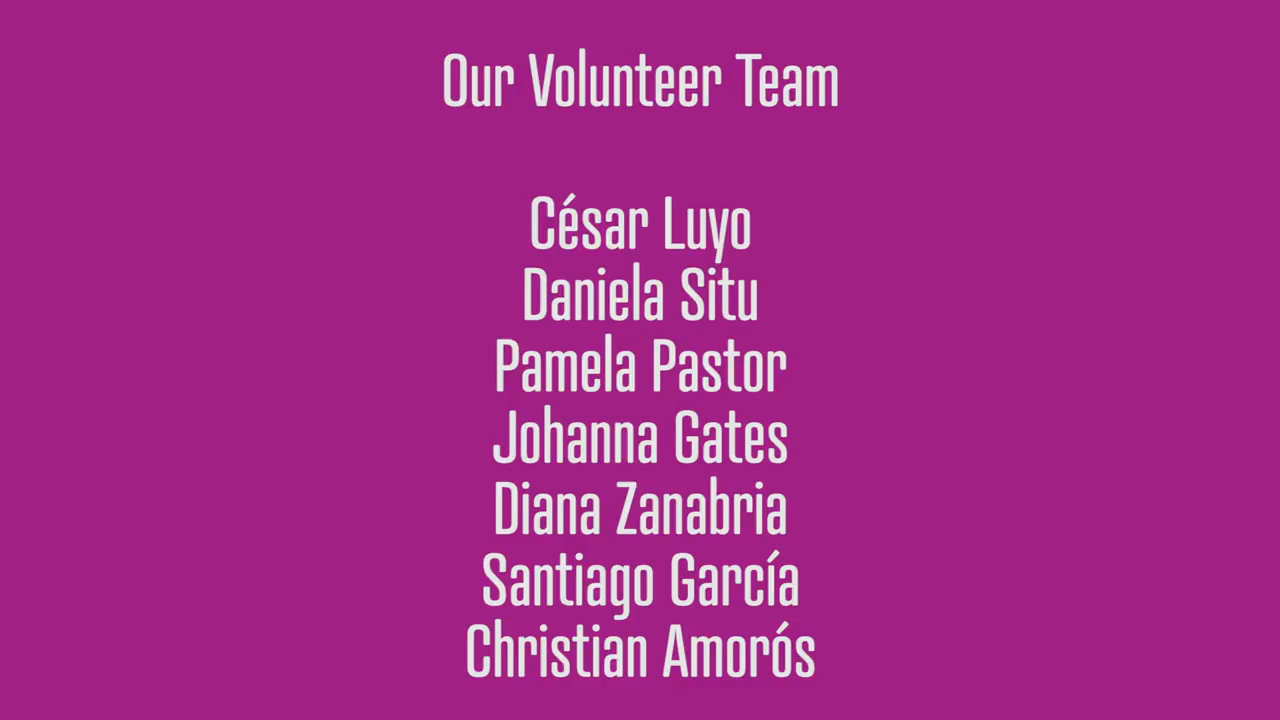 Our Volunteer Team
César Luyo
Daniela Situ
Pamela Pastor
Johanna Gates
Diana Zanabria
Santiago García
Christian Amorós